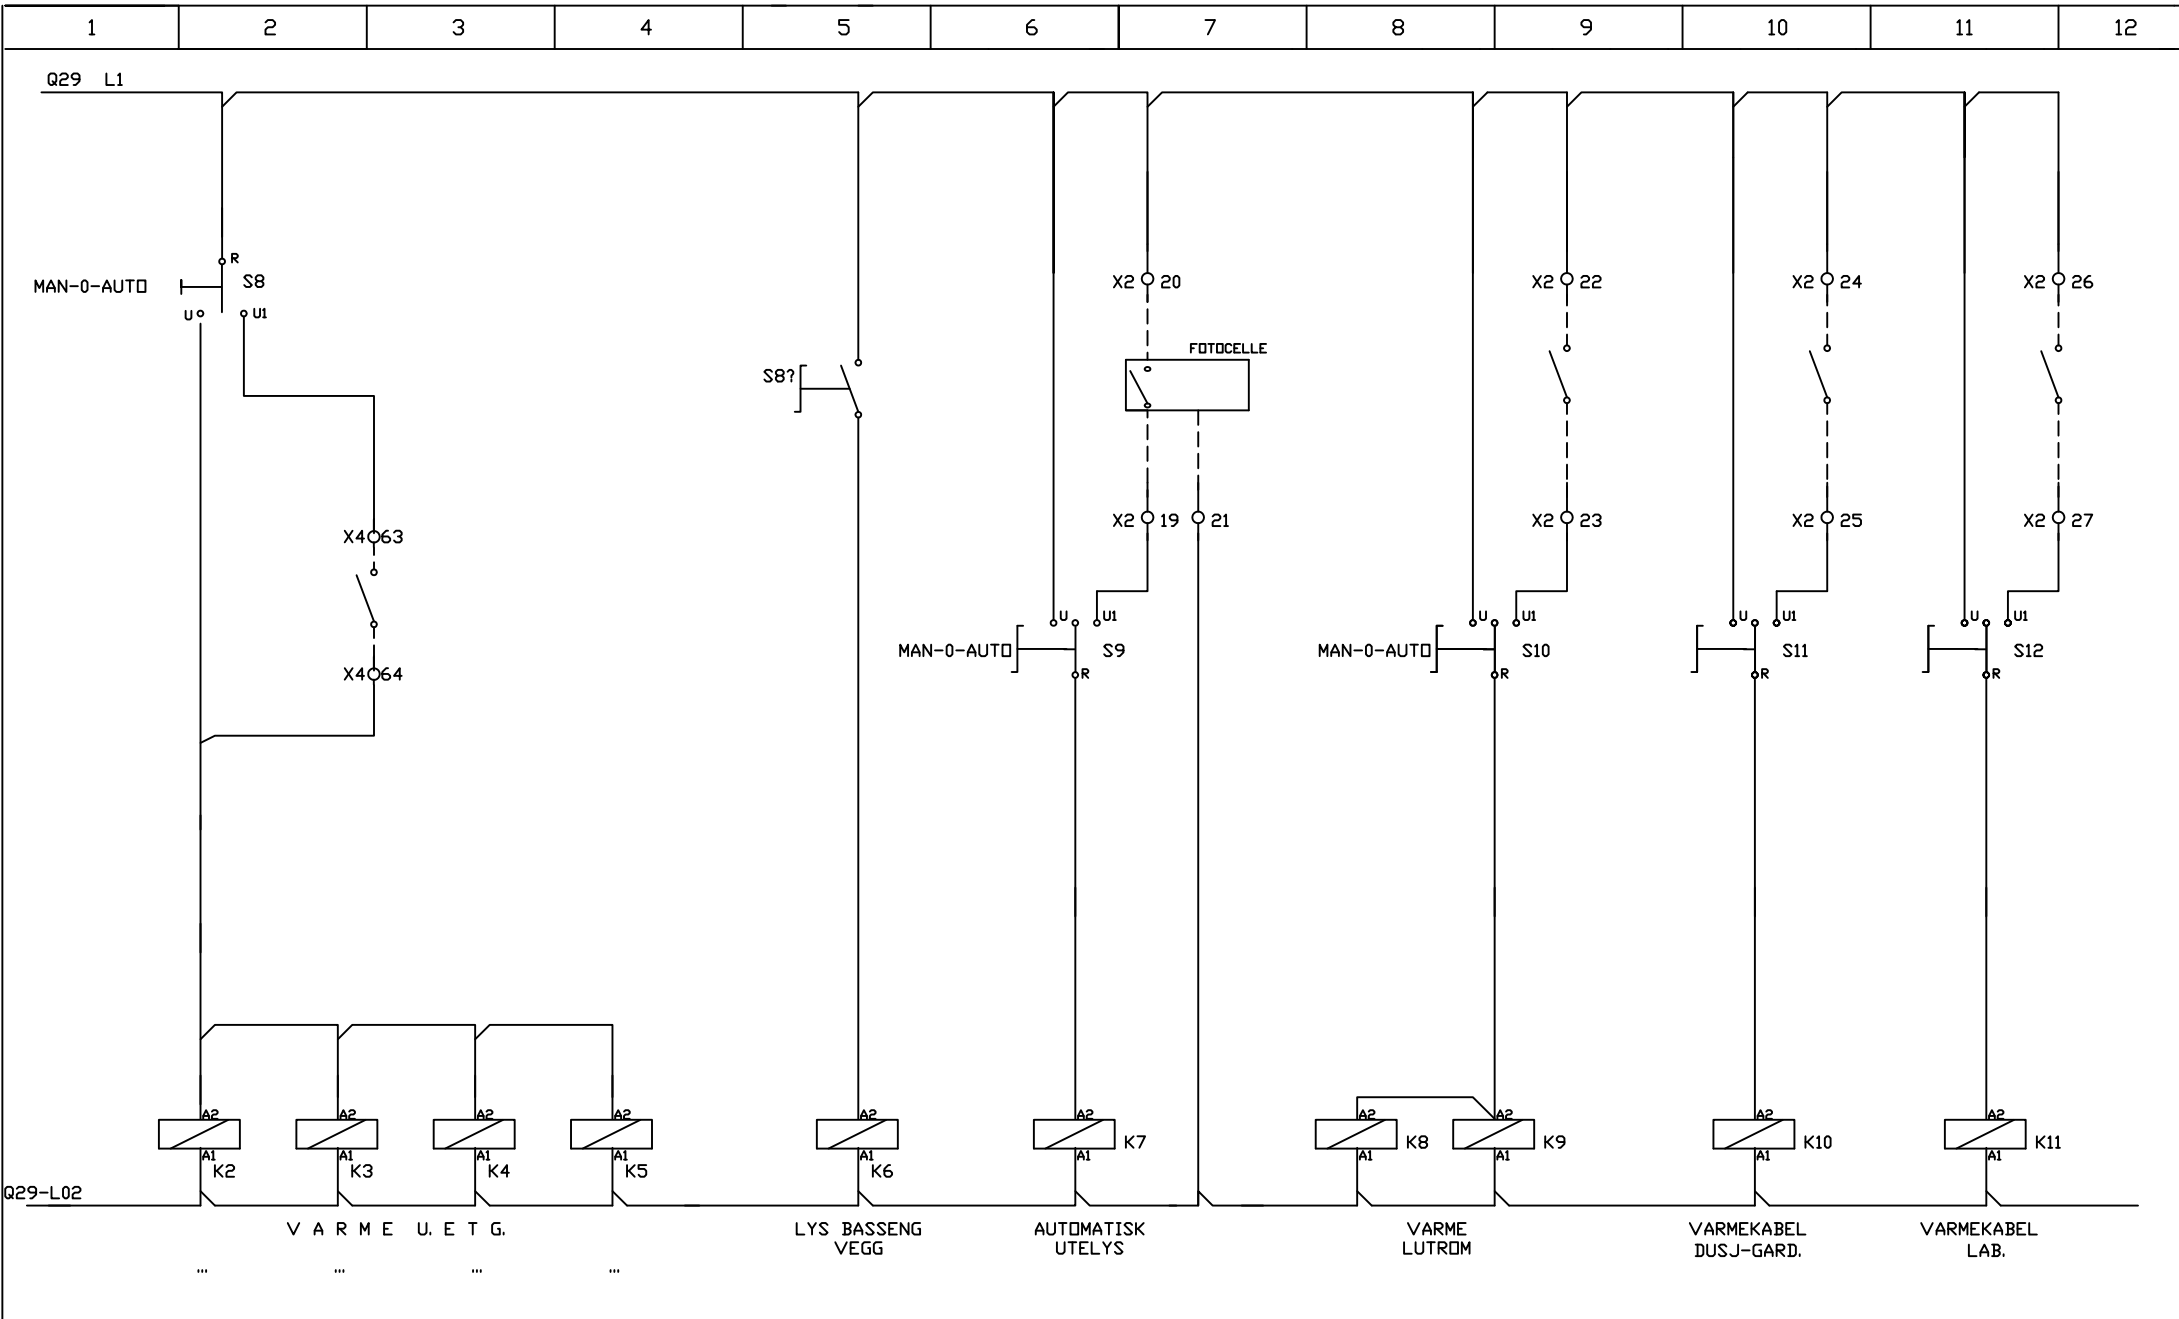 1 2 3 4 5 6 7 8 9 10 11 12
Q29 L1
R
MAN-0-AUTO S8
U U1
X2 20
X2 22
X2 24
X2 26
FOTOCELLE
S8?
X2 19 21
X2 23
X2 25
X2 27
X4 63
X4 64
U U1
MAN-0-AUTO S9
R
U U1
MAN-0-AUTO S10
R
U U1
S11
R
U U1
S12
R
A2 A2 A2 A2 A2 A2 A2 A2 A2 A2
K7 K8 K9 K10 K11
A1 A1 A1 A1 A1 A1 A1 A1 A1 A1
K2 K3 K4 K5 K6
Q29-L02
V A R M E U. E T G.
LYS BASSENG
VEGG
AUTOMATISK
UTELYS
VARME
LUTROM
VARMEKABEL
DUSJ-GARD.
VARMEKABEL
LAB.
... ... ... ...